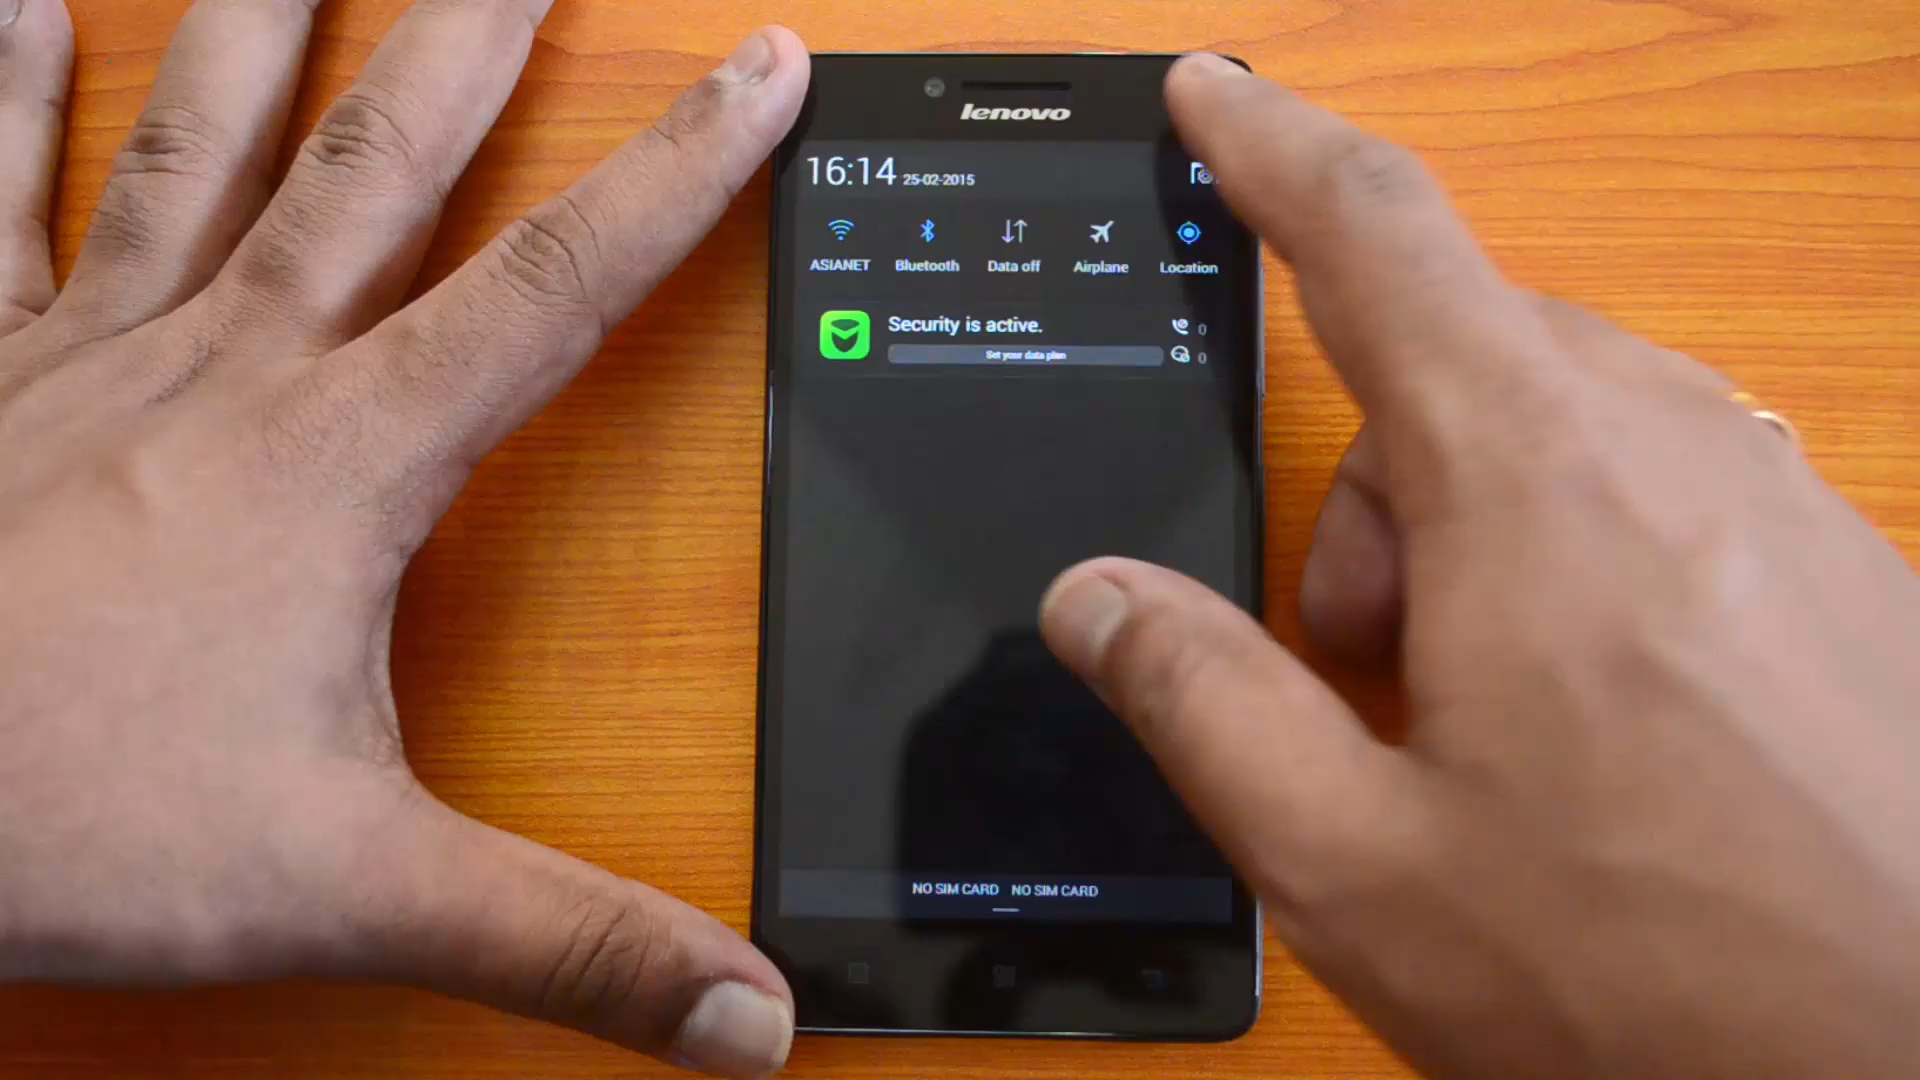 lenovo
16:14 25-02-2015
ASIANET Bluetooth Data off Airplane Location
Security is active. 0
Set your data plan 0
NO SIM CARD NO SIM CARD